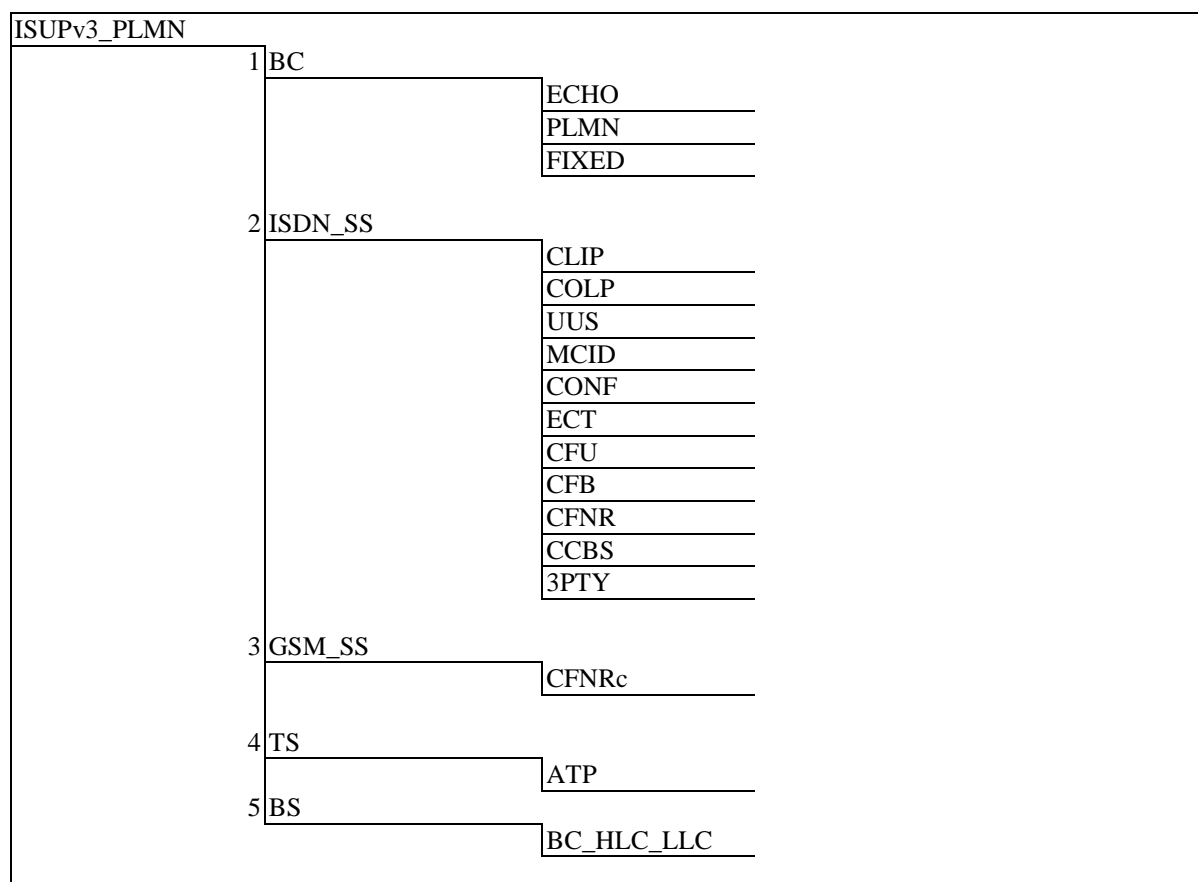 ISUPv3_PLMN
1 BC
ECHO
PLMN
FIXED
2 ISDN_SS
CLIP
COLP
UUS
MCID
CONF
ECT
CFU
CFB
CFNR
CCBS
3PTY
3 GSM_SS
CFNRc
4 TS
ATP
5 BS
BC_HLC_LLC